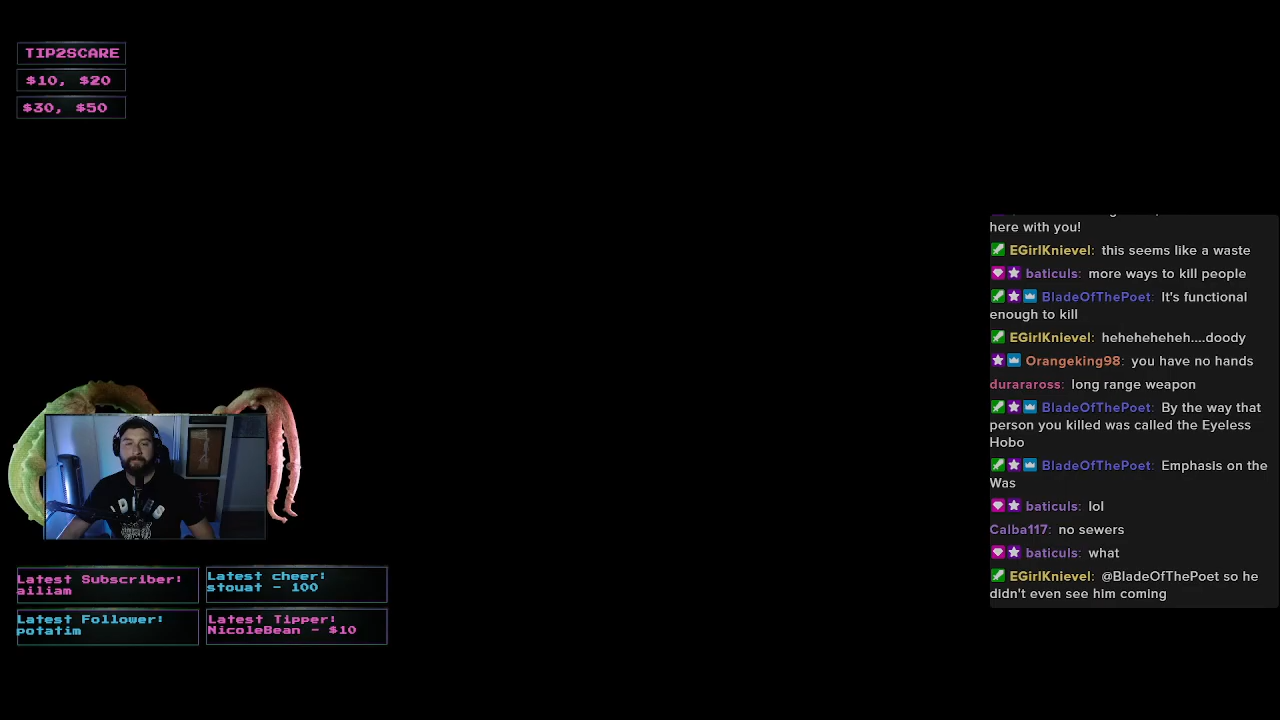 TIP2SCARE
$10, $20
$30, $50
here with you!
EGirlKnievel: this seems like a waste
baticuls: more ways to kill people
BladeOfThePoet: It's functional
enough to kill
EGirlKnievel: heheheheheh....doody
Orangeking98: you have no hands
duraraross: long range weapon
BladeOfThePoet: By the way that
person you killed was called the Eyeless
Hobo
BladeOfThePoet: Emphasis on the
Was
baticuls: lol
Calba117: no sewers
baticuls: what
EGirlKnievel: @BladeOfThePoet so he
didn't even see him coming
Latest Subscriber:
ailiam
Latest cheer:
stouat - 100
Latest Follower:
potatim
Latest Tipper:
NicoleBean - $10